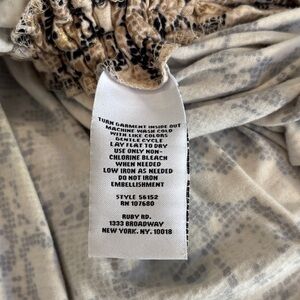 TURN GARMENT INSIDE OUT
MACHINE WASH COLD
WITH LIKE COLORS
GENTLE CYCLE
LAY FLAT TO DRY
USE ONLY NON-
CHLORINE BLEACH
WHEN NEEDED
LOW IRON AS NEEDED
DO NOT IRON
EMBELLISHMENT
STYLE 56152
RN 107680
RUBY RD.
1333 BROADWAY
NEW YORK, NY. 10018